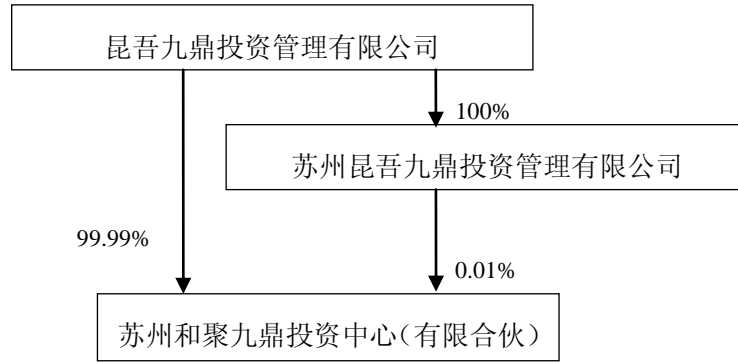 昆吾九鼎投资管理有限公司
100%
苏州昆吾九鼎投资管理有限公司
99.99%
0.01%
苏州和聚九鼎投资中心（有限合伙）